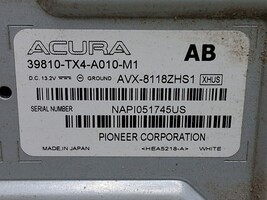 ACURA
AB
39810-TX4-A010-M1
D.C. 13.2V ⎓ ⊖ GROUND AVX-8118ZHS1 XHUS
SERIAL NUMBER NAPI051745US
PIONEER CORPORATION
MADE IN JAPAN <HEA5218-A> WHITE